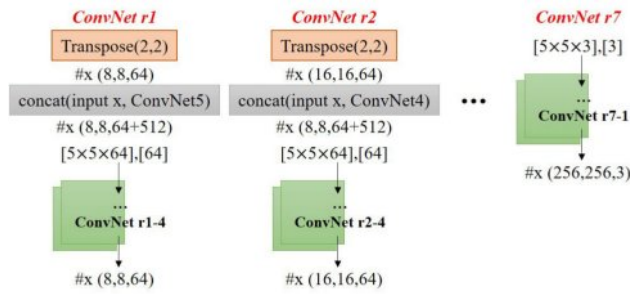 ConvNet r1
Transpose(2,2)
#x (8,8,64)
concat(input x, ConvNet5)
#x (8,8,64+512)
[5×5×64],[64]
...
ConvNet r1-4
#x (8,8,64)
ConvNet r2
Transpose(2,2)
#x (16,16,64)
concat(input x, ConvNet4)
#x (8,8,64+512)
[5×5×64],[64]
...
ConvNet r2-4
#x (16,16,64)
...
ConvNet r7
[5×5×3],[3]
...
ConvNet r7-1
#x (256,256,3)